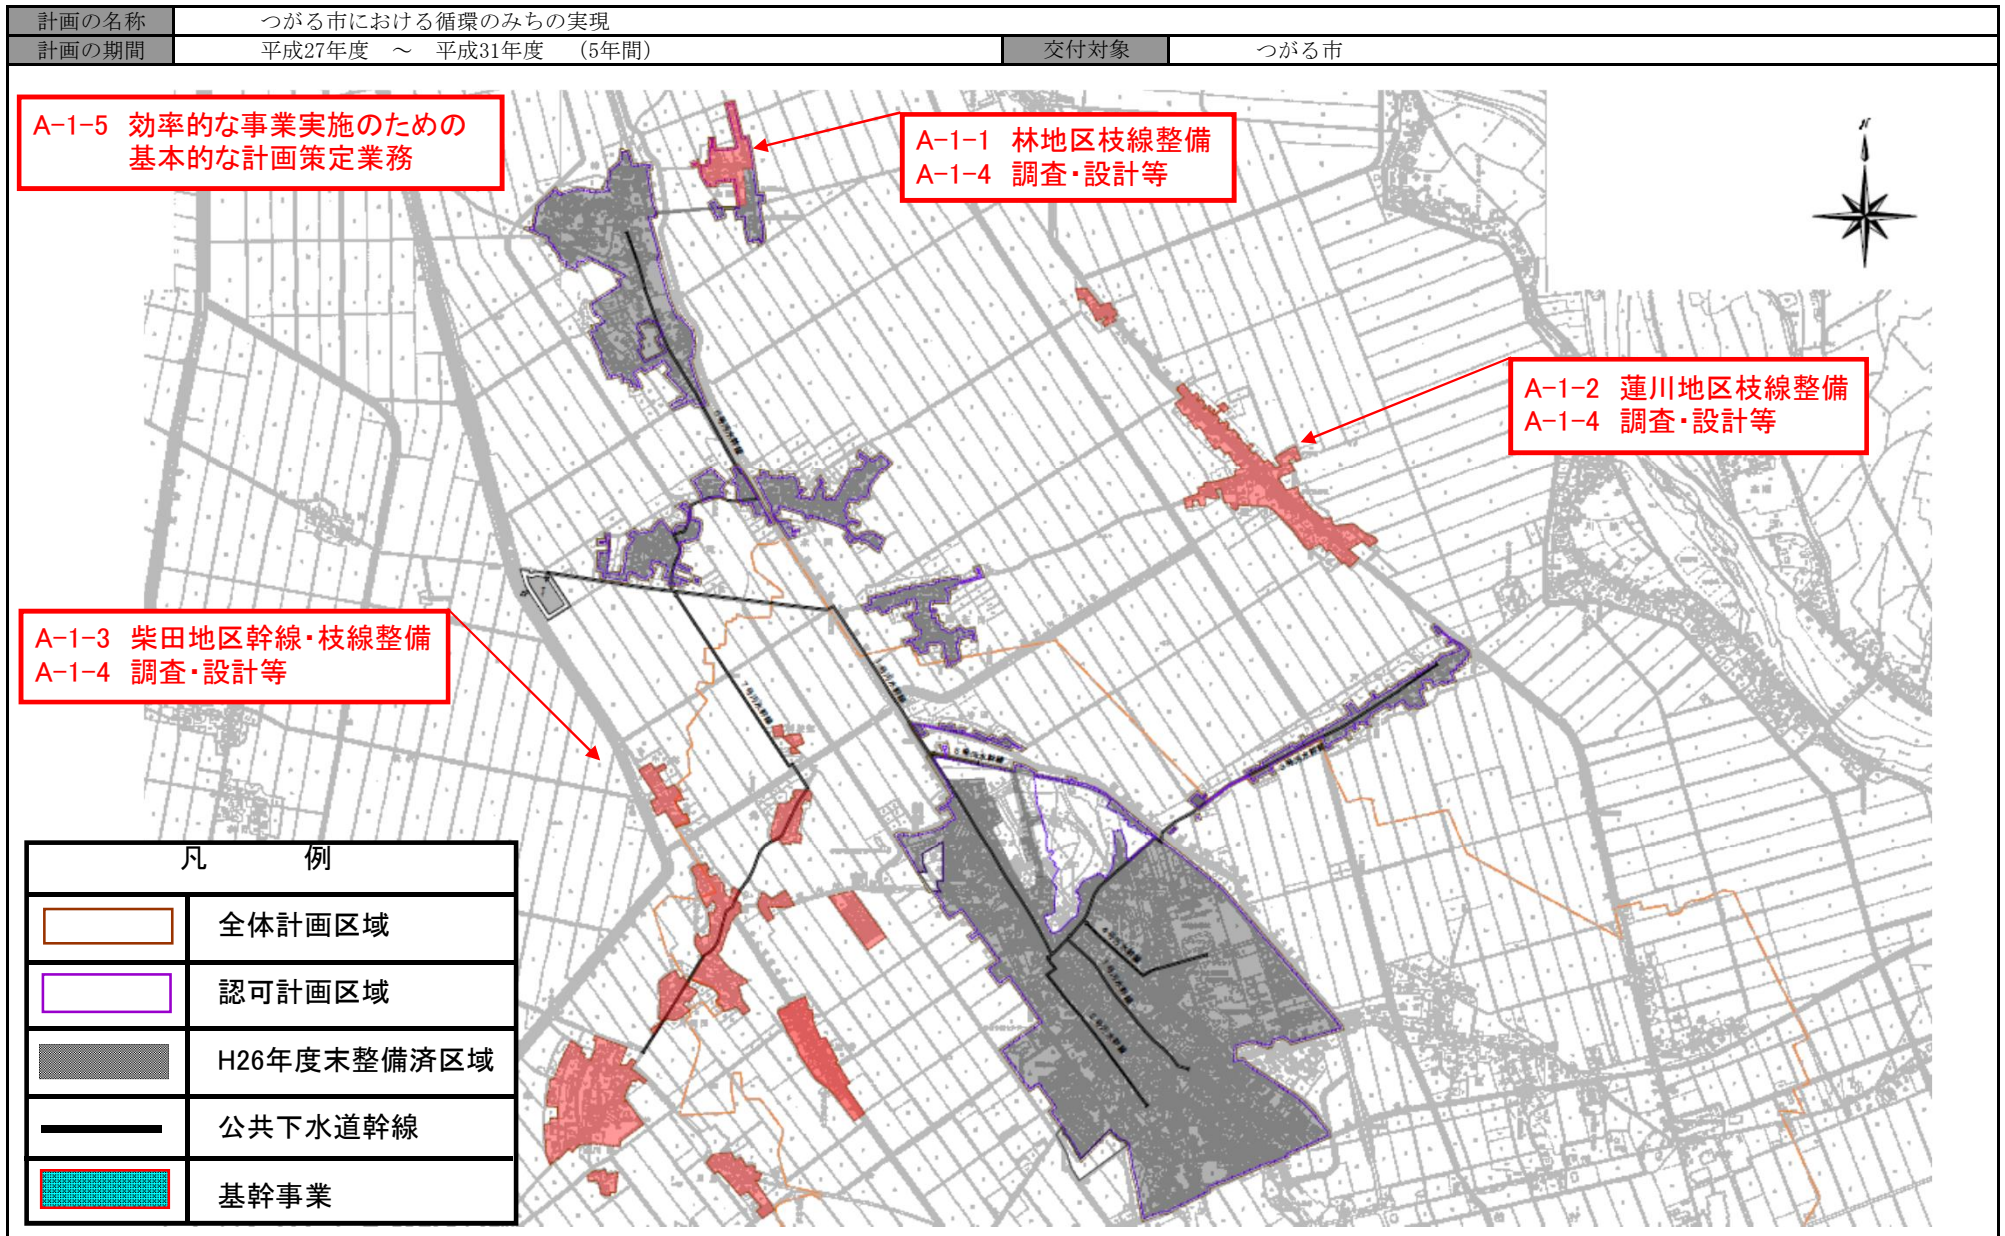 計画の名称 つがる市における循環のみちの実現
計画の期間 平成27年度 ～ 平成31年度 （5年間） 交付対象 つがる市
A-1-5 効率的な事業実施のための
基本的な計画策定業務
A-1-1 林地区枝線整備
A-1-4 調査・設計等
N
A-1-2 蓮川地区枝線整備
A-1-4 調査・設計等
A-1-3 柴田地区幹線・枝線整備
A-1-4 調査・設計等
7号汚水幹線
凡 例
全体計画区域
認可計画区域
H26年度末整備済区域
公共下水道幹線
基幹事業